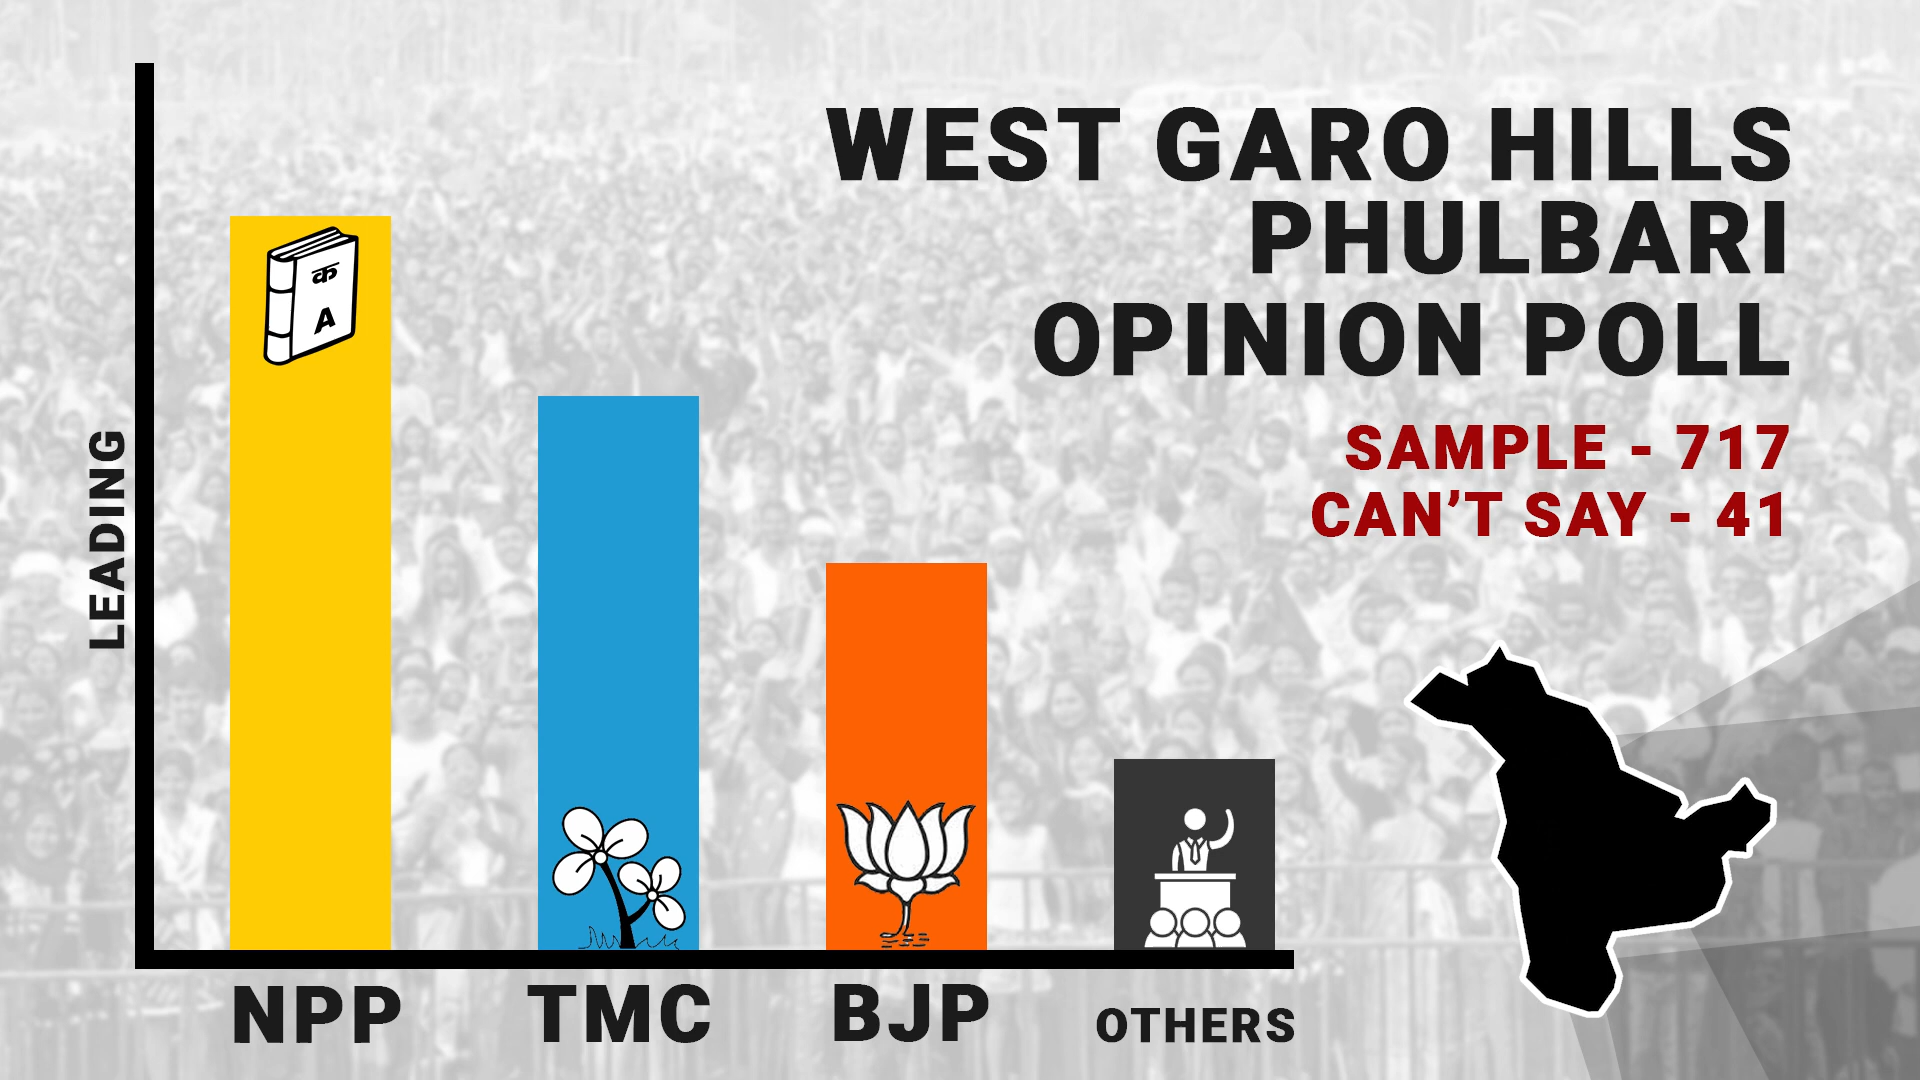 WEST GARO HILLS
PHULBARI
OPINION POLL
SAMPLE - 717
CAN'T SAY - 41
LEADING
क
A
NPP
TMC
BJP
OTHERS